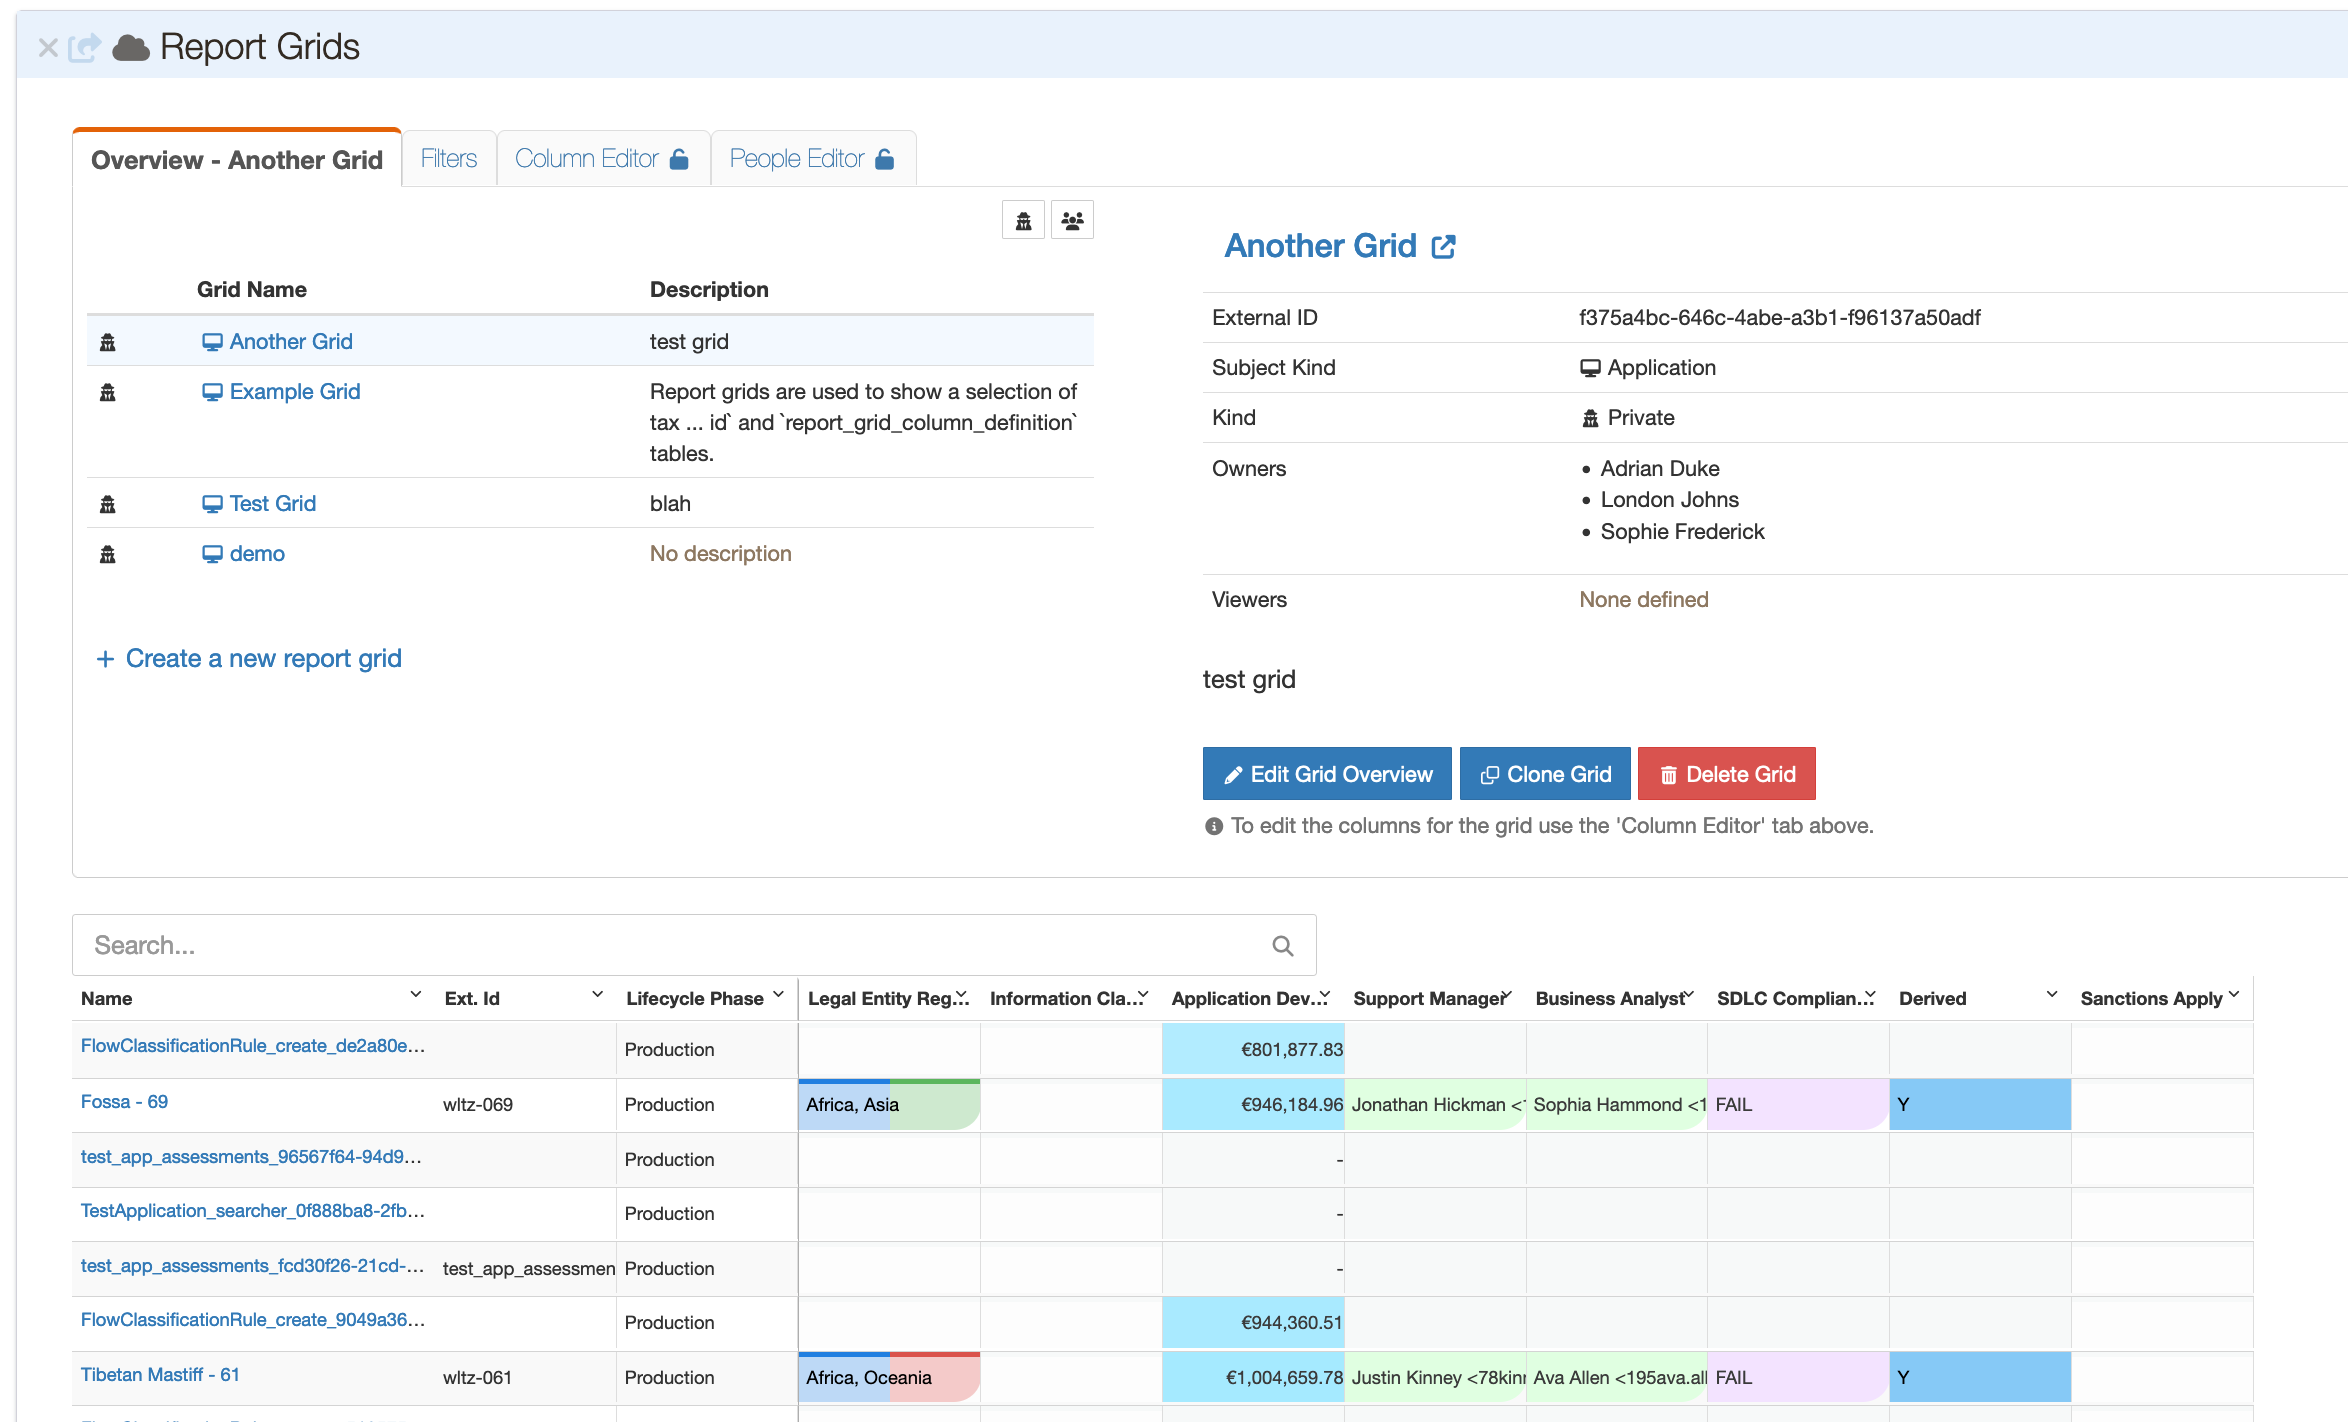 Report Grids
Overview - Another Grid
Filters
Column Editor
People Editor
Grid Name
Description
Another Grid
test grid
Example Grid
Report grids are used to show a selection of
tax ... id` and `report_grid_column_definition`
tables.
Test Grid
blah
demo
No description
+ Create a new report grid
Another Grid
External ID
f375a4bc-646c-4abe-a3b1-f96137a50adf
Subject Kind
Application
Kind
Private
Owners
• Adrian Duke
• London Johns
• Sophie Frederick
Viewers
None defined
test grid
Edit Grid Overview
Clone Grid
Delete Grid
To edit the columns for the grid use the 'Column Editor' tab above.
Search...
Name Ext. Id Lifecycle Phase Legal Entity Reg... Information Cla... Application Dev... Support Manager Business Analyst SDLC Complian... Derived Sanctions Apply
FlowClassificationRule_create_de2a80e... Production €801,877.83
Fossa - 69 wltz-069 Production Africa, Asia €946,184.96 Jonathan Hickman < Sophia Hammond <1 FAIL Y
test_app_assessments_96567f64-94d9... Production -
TestApplication_searcher_0f888ba8-2fb... Production -
test_app_assessments_fcd30f26-21cd-... test_app_assessmen Production -
FlowClassificationRule_create_9049a36... Production €944,360.51
Tibetan Mastiff - 61 wltz-061 Production Africa, Oceania €1,004,659.78 Justin Kinney <78kinn Ava Allen <195ava.all FAIL Y